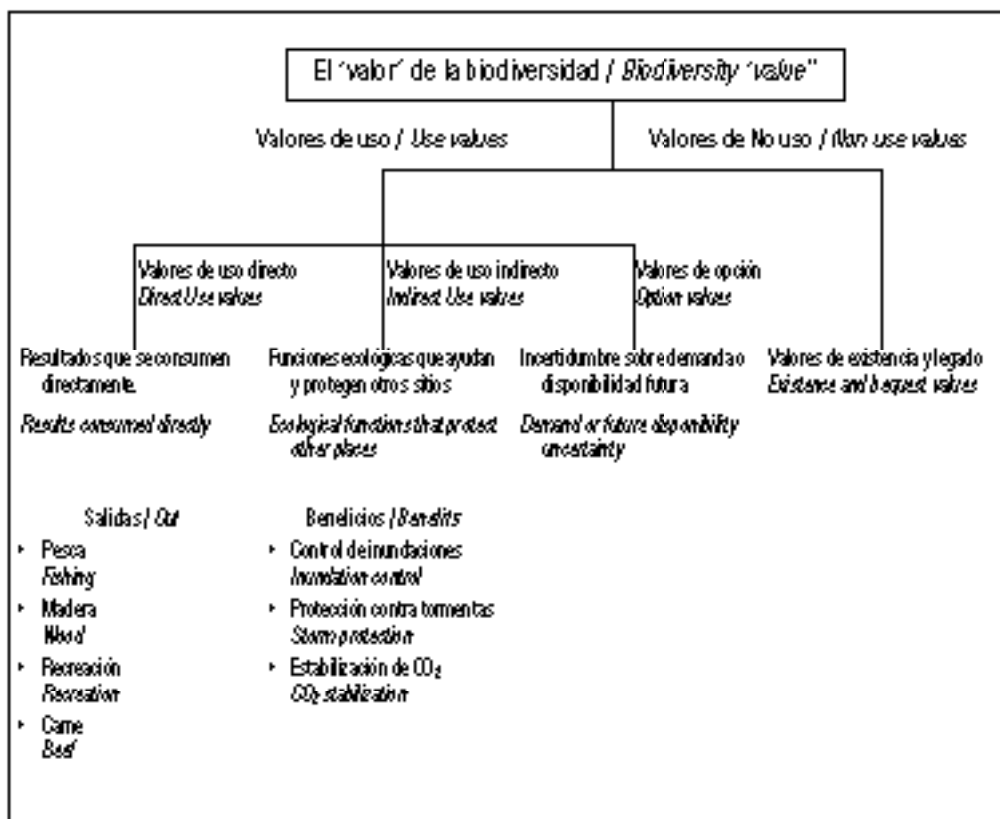 El ‘valor’ de la biodiversidad / Biodiversity ‘value”
Valores de uso / Use values
Valores de No uso / Non use values
Valores de uso directo
Direct Use values
Valores de uso indirecto
Indirect Use values
Valores de opción
Option values
Resultados que se consumen
directamente.
Results consumed directly
Funciones ecológicas que ayudan
y protegen otros sitios
Ecological functions that protect
other places
Incertidumbre sobre demanda o
disponibilidad futura
Demand or future disponibility
uncertainty
Valores de existencia y legado
Existence and bequest values
Salidas / Out
‣ Pesca
Fishing
‣ Madera
Wood
‣ Recreación
Recreation
‣ Carne
Beef
Beneficios / Benefits
‣ Control de inundaciones
Inundation control
‣ Protección contra tormentas
Storm protection
‣ Estabilización de CO₂
CO₂ stabilization